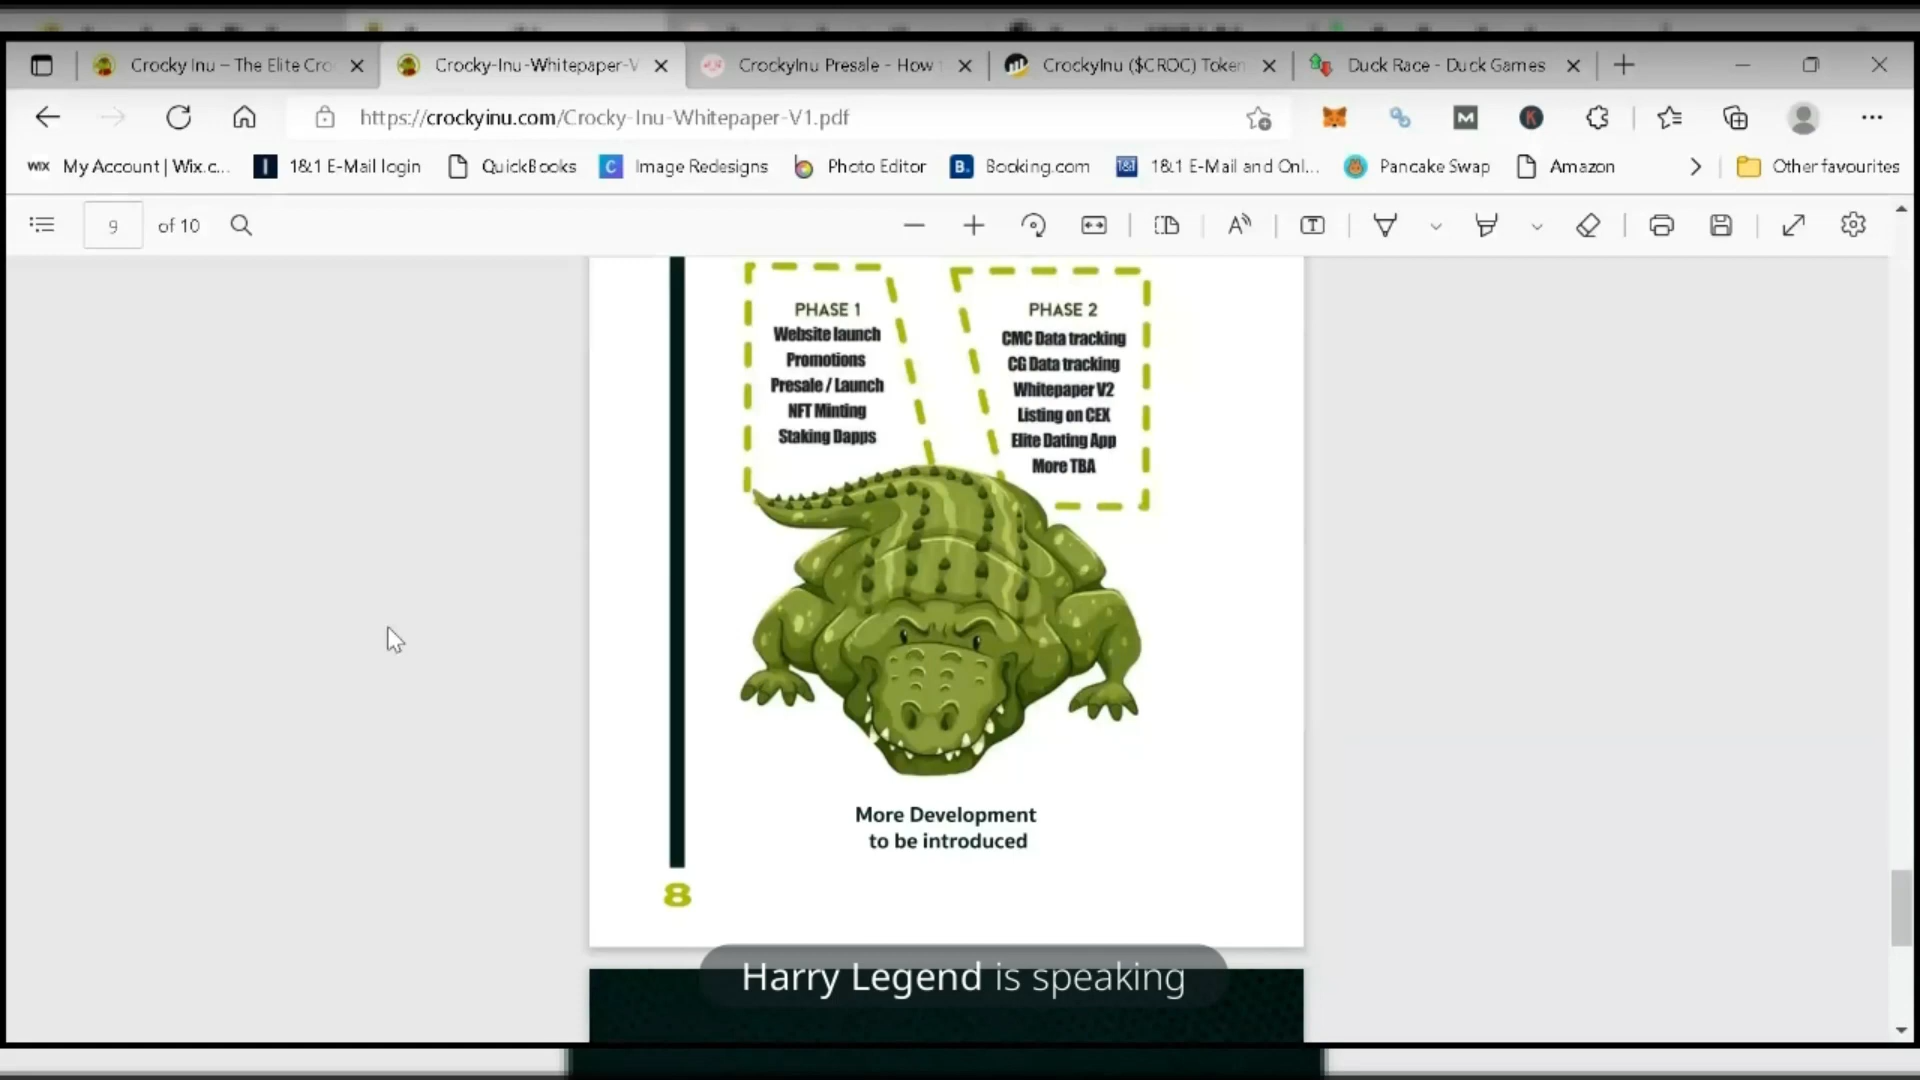 Crocky Inu – The Elite Cro
Crocky-Inu-Whitepaper-V
CrockyInu Presale - How
CrockyInu ($CROC) Token
Duck Race - Duck Games
https://crockyinu.com/Crocky-Inu-Whitepaper-V1.pdf
WIX My Account | Wix.c...
1&1 E-Mail login
QuickBooks
Image Redesigns
Photo Editor
Booking.com
1&1 E-Mail and Onl...
Pancake Swap
Amazon
Other favourites
9 of 10
PHASE 1
Website launch
Promotions
Presale / Launch
NFT Minting
Staking Dapps
PHASE 2
CMC Data tracking
CG Data tracking
Whitepaper V2
Listing on CEX
Elite Dating App
More TBA
More Development
to be introduced
8
Harry Legend is speaking